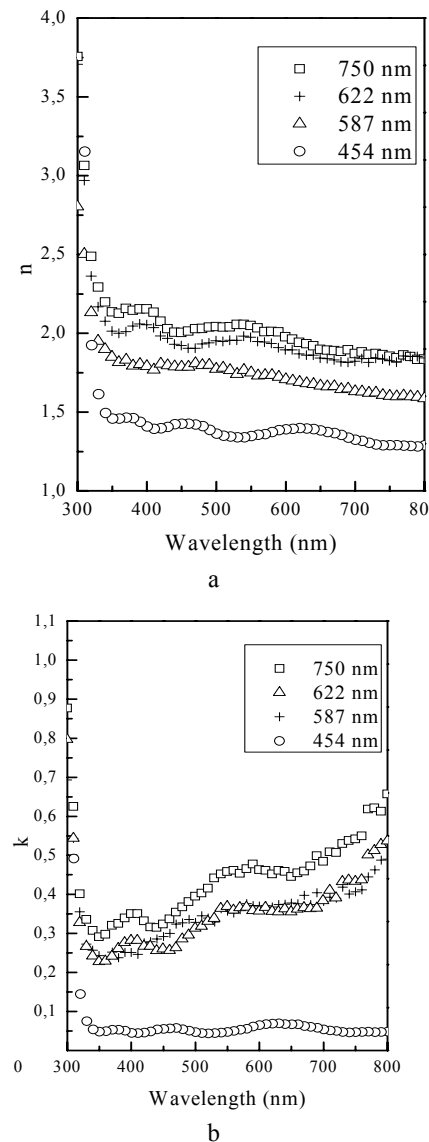 4,0
3,5
3,0
2,5
2,0
1,5
1,0
n
750 nm
622 nm
587 nm
454 nm
300 400 500 600 700 80
Wavelength (nm)
a
1,1
1,0
0,9
0,8
0,7
0,6
0,5
0,4
0,3
0,2
0,1
0
k
750 nm
622 nm
587 nm
454 nm
300 400 500 600 700 800
Wavelength (nm)
b